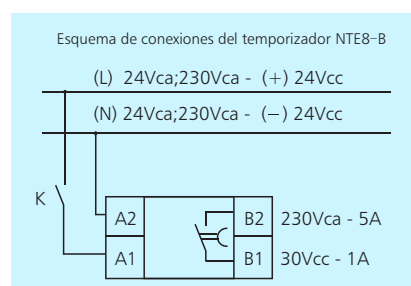 Esquema de conexiones del temporizador NTE8-B
(L) 24Vca;230Vca - (+) 24Vcc
(N) 24Vca;230Vca - (−) 24Vcc
K
A2 B2 230Vca - 5A
A1 B1 30Vcc - 1A